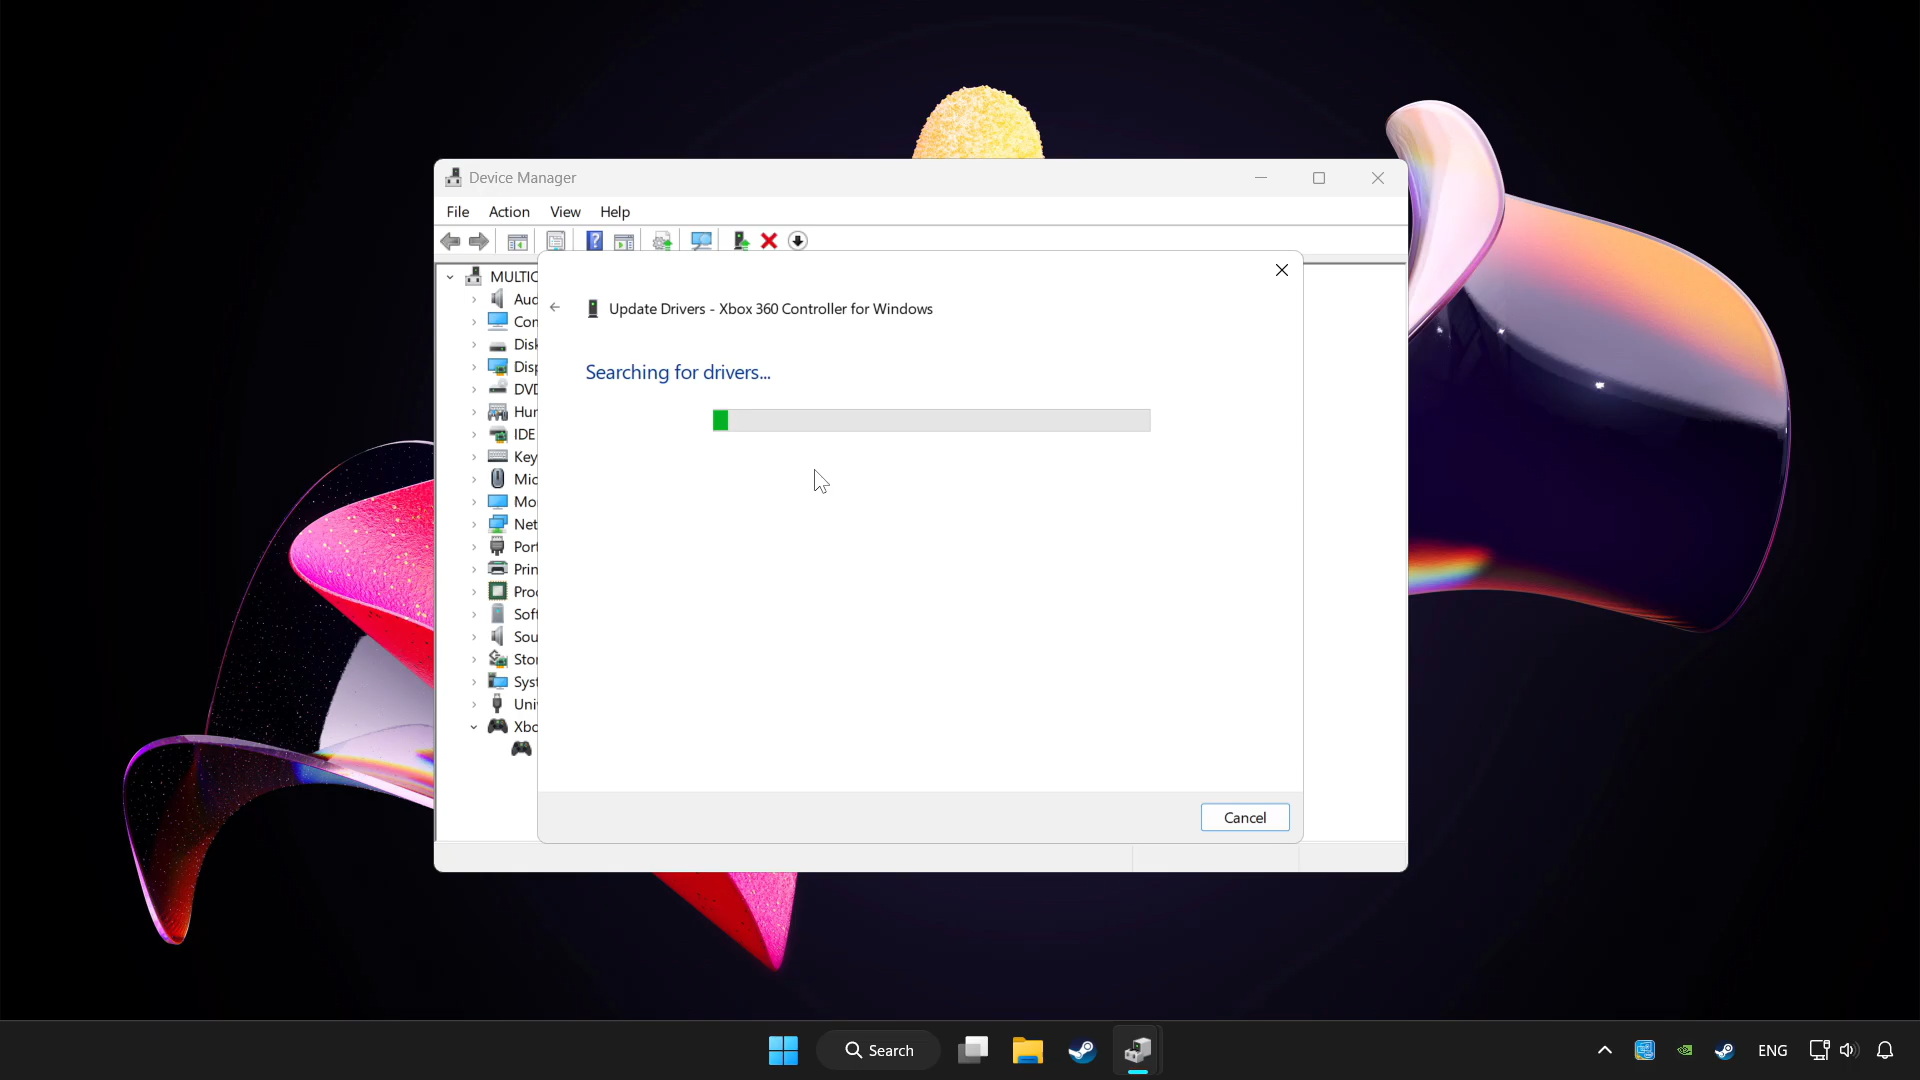 Device Manager
File Action View Help
Update Drivers - Xbox 360 Controller for Windows
Searching for drivers...
MULTIC
Aud
Con
Disk
Disp
DVD
Hur
IDE
Key
Mic
Mo
Net
Port
Prin
Proc
Soft
Sou
Stor
Syst
Uni
Xbo
Cancel
Search
ENG